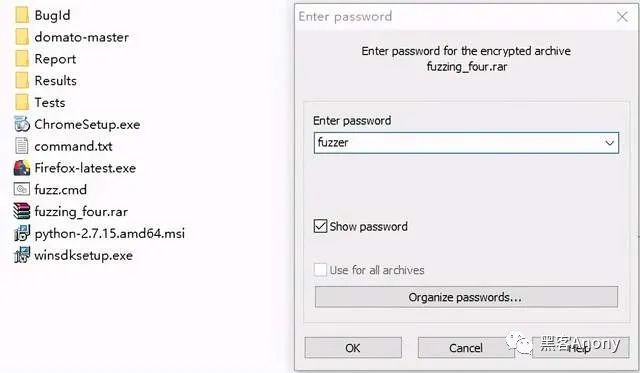 BugId
domato-master
Report
Results
Tests
ChromeSetup.exe
command.txt
Firefox-latest.exe
fuzz.cmd
fuzzing_four.rar
python-2.7.15.amd64.msi
winsdksetup.exe
Enter password
Enter password for the encrypted archive
fuzzing_four.rar
Enter password
fuzzer
Show password
Use for all archives
Organize passwords...
OK
Cancel
Help
黑客Anony